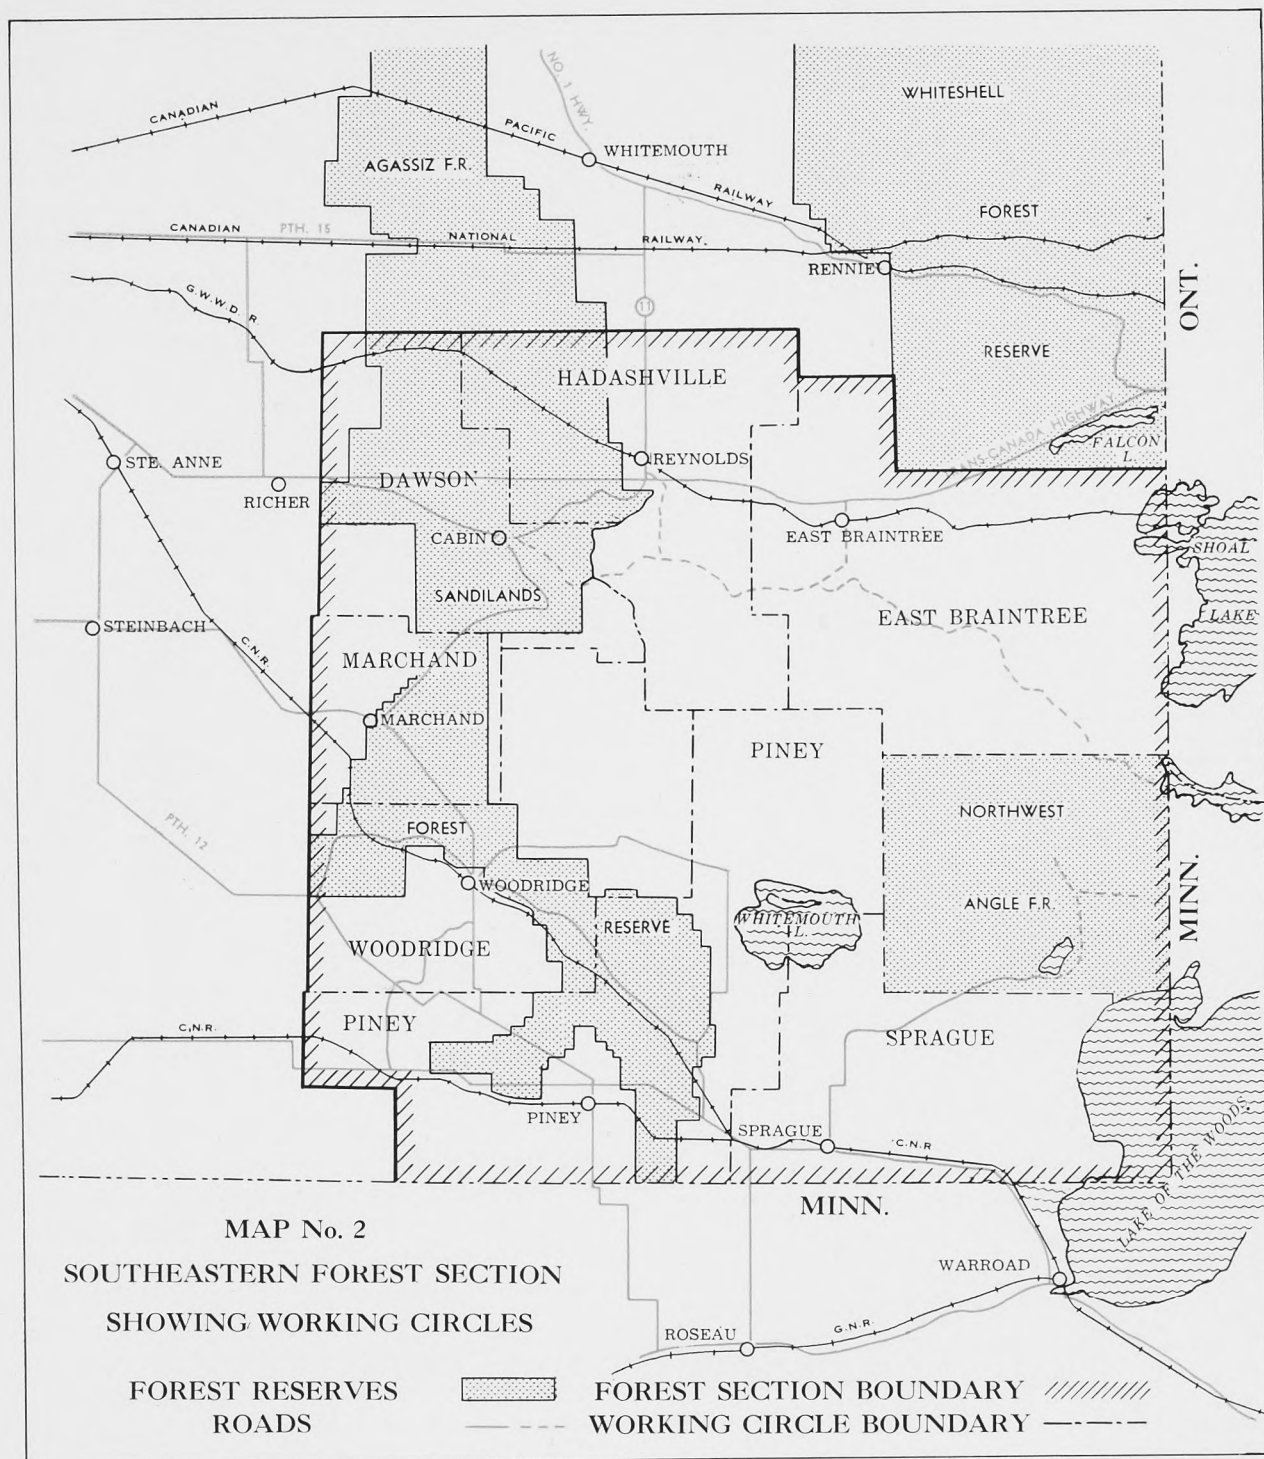 NO. 1 HWY.
WHITESHELL
CANADIAN
PACIFIC
WHITEMOUTH
AGASSIZ F.R.
RAILWAY
FOREST
CANADIAN
PTH. 15
NATIONAL
RAILWAY.
RENNIE
ONT.
G.W.W.D. R.
11
RESERVE
HADASHVILLE
TRANS-CANADA HIGHWAY
FALCON
L.
STE. ANNE
REYNOLDS
DAWSON
RICHER
CABIN
EAST BRAINTREE
SHOAL
SANDILANDS
EAST BRAINTREE
LAKE
STEINBACH
C.N.R.
MARCHAND
MARCHAND
PINEY
NORTHWEST
PTH. 12
FOREST
MINN.
WOODRIDGE
ANGLE F.R.
WHITEMOUTH
L.
RESERVE
WOODRIDGE
C.N.R.
PINEY
SPRAGUE
PINEY
SPRAGUE
C.N.R
LAKE OF THE WOODS
MINN.
MAP No. 2
SOUTHEASTERN FOREST SECTION
SHOWING WORKING CIRCLES
WARROAD
ROSEAU
G.N.R.
FOREST RESERVES
FOREST SECTION BOUNDARY
ROADS
WORKING CIRCLE BOUNDARY